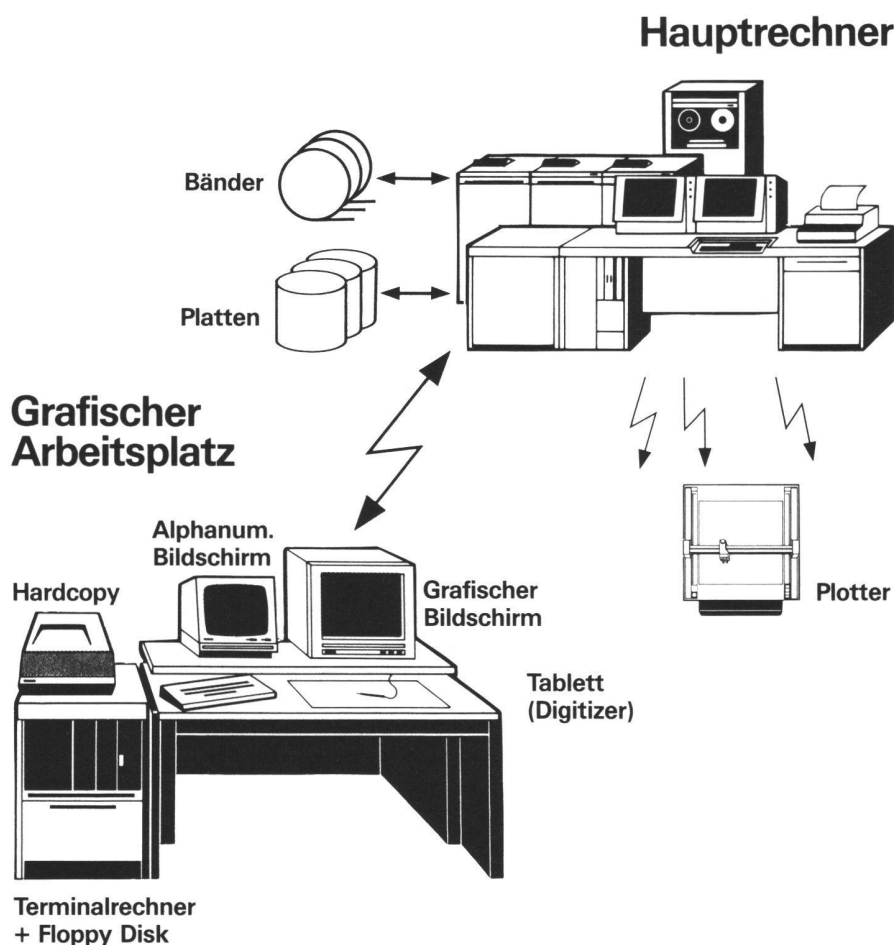 Hauptrechner
Bänder
Platten
Grafischer
Arbeitsplatz
Alphanum.
Bildschirm
Hardcopy
Grafischer
Bildschirm
Plotter
Tablett
(Digitizer)
Terminalrechner
+ Floppy Disk